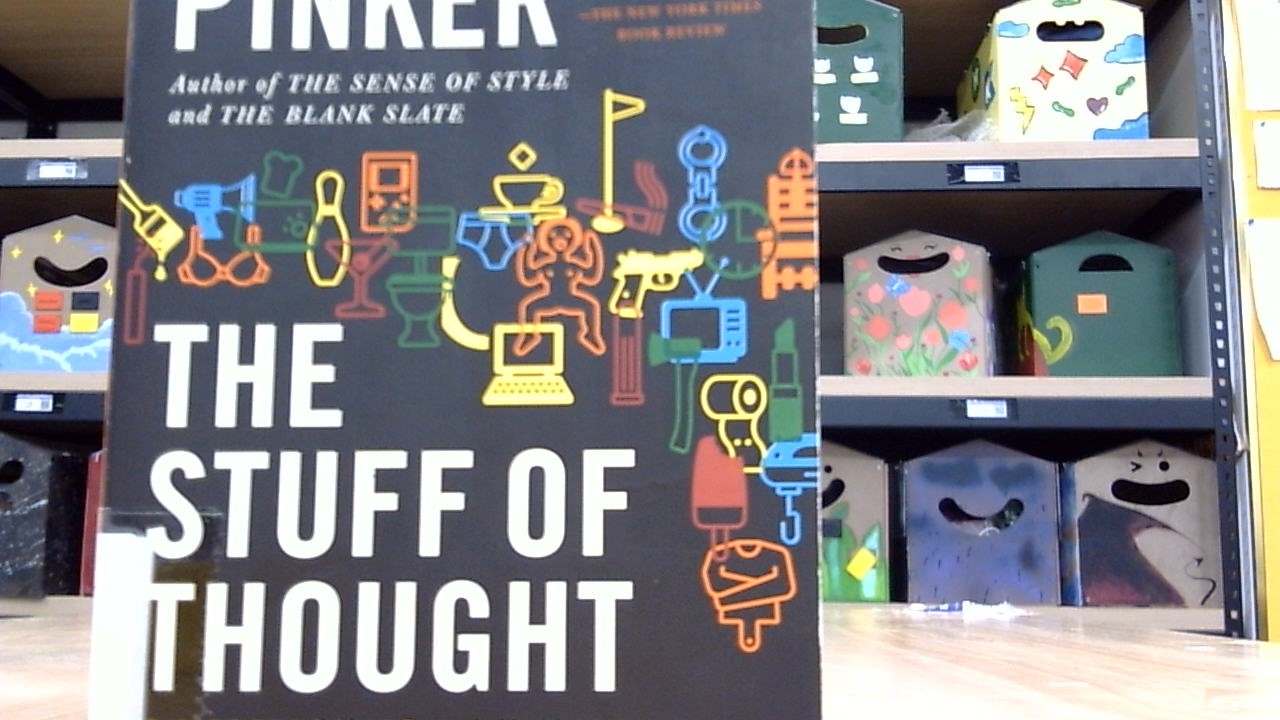 PINKER
—THE NEW YORK TIMES
BOOK REVIEW
Author of THE SENSE OF STYLE
and THE BLANK SLATE
THE
STUFF OF
THOUGHT